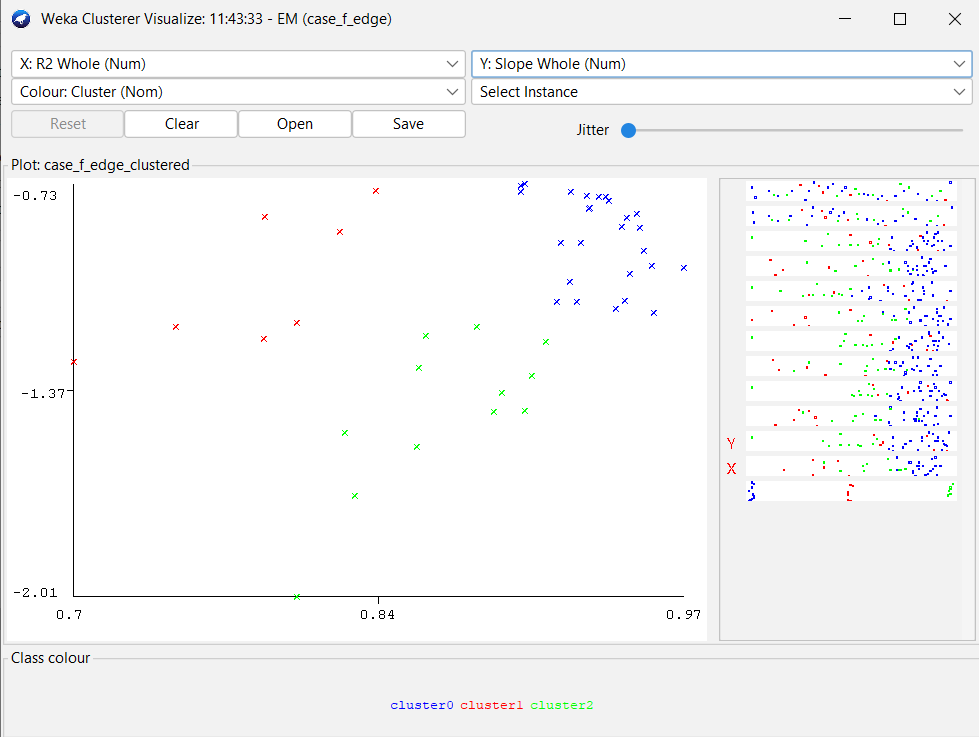 Weka Clusterer Visualize: 11:43:33 - EM (case_f_edge)
X: R2 Whole (Num) Y: Slope Whole (Num)
Colour: Cluster (Nom) Select Instance
Reset Clear Open Save Jitter
Plot: case_f_edge_clustered
-0.73
-1.37
Y
X
-2.01
0.7 0.84 0.97
Class colour
cluster0 cluster1 cluster2